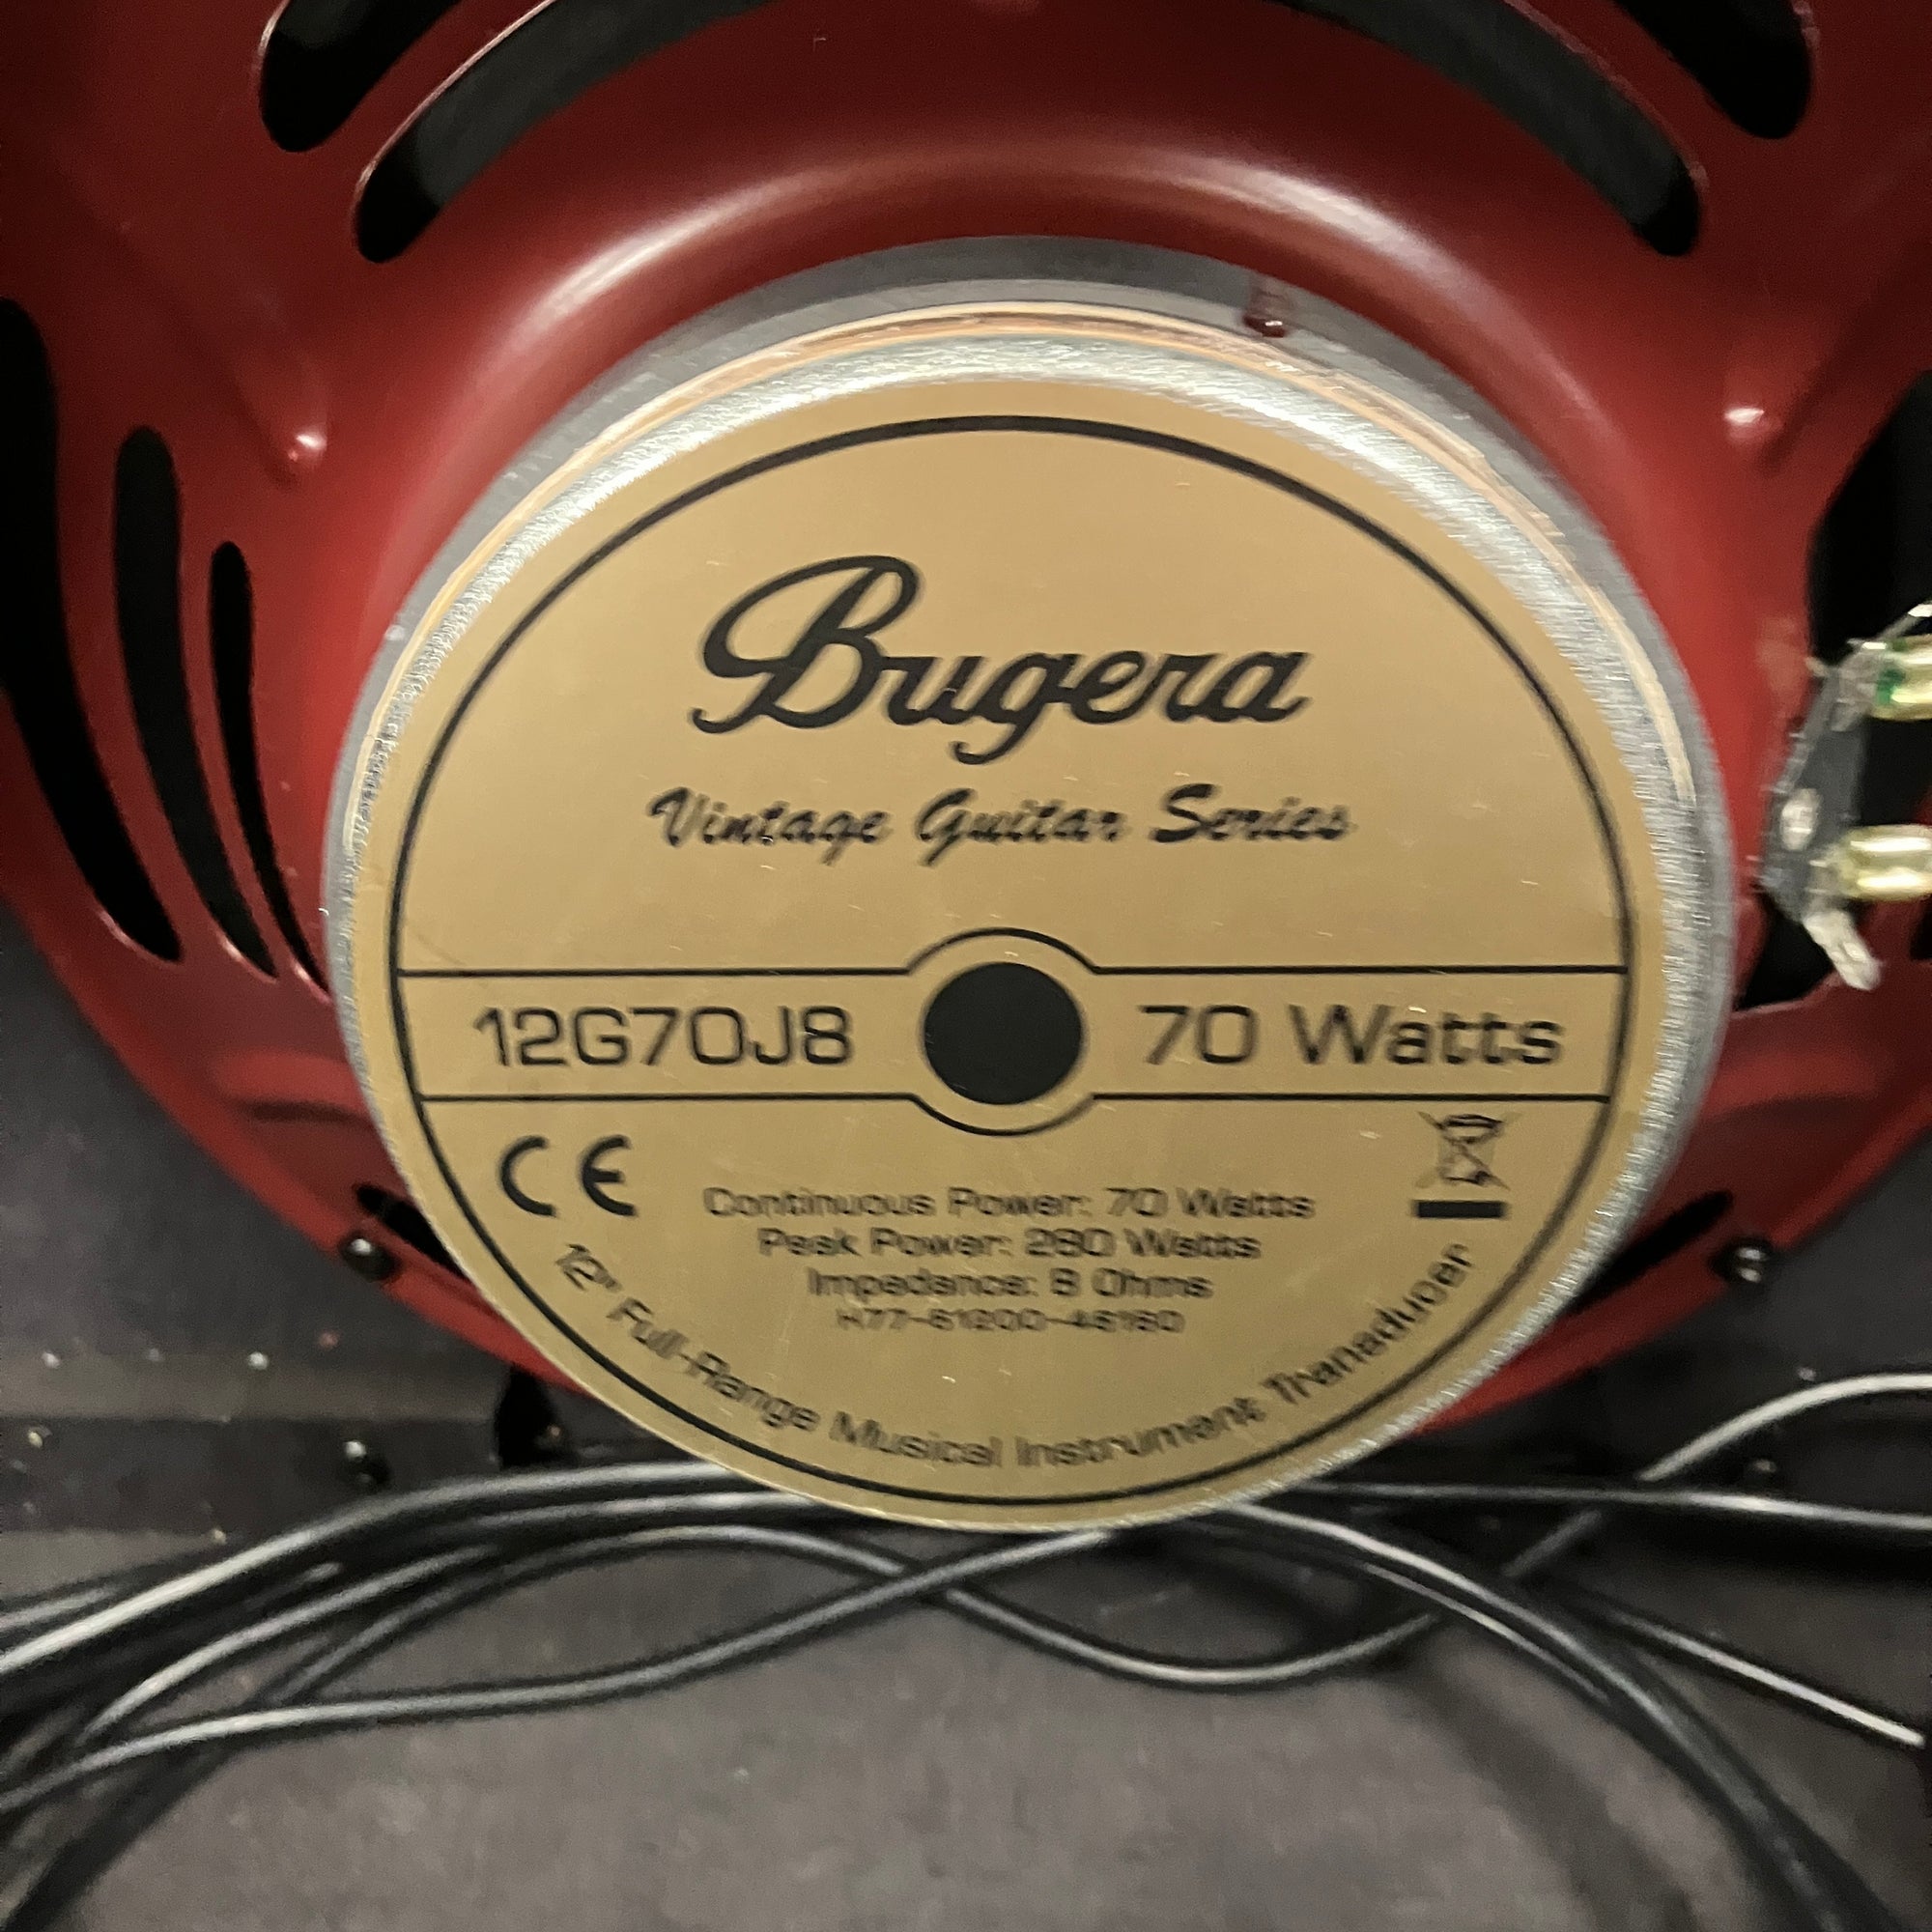 Bugera
Vintage Guitar Series
12G70J8 70 Watts
CE
Continuous Power: 70 Watts
Peak Power: 280 Watts
Impedance: 8 Ohms
12" Full-Range Musical Instrument Transducer